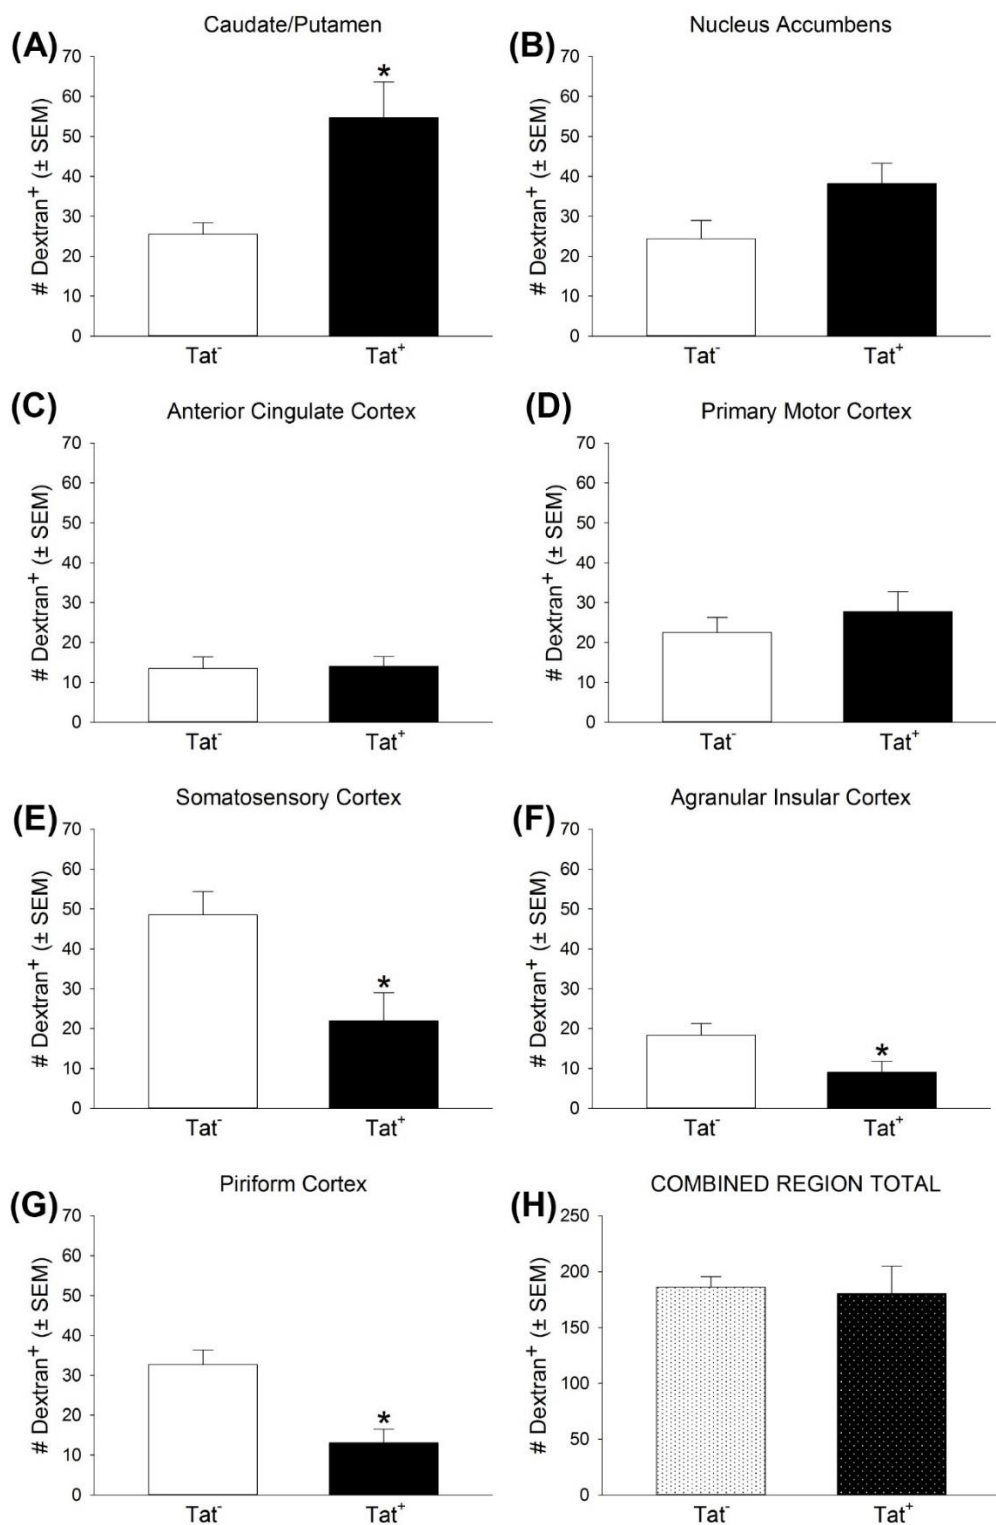 (A)
Caudate/Putamen
# Dextran⁺ (± SEM)
70
60
50
40
30
20
10
0
*
Tat⁻ Tat⁺
(B)
Nucleus Accumbens
# Dextran⁺ (± SEM)
70
60
50
40
30
20
10
0
Tat⁻ Tat⁺
(C)
Anterior Cingulate Cortex
# Dextran⁺ (± SEM)
70
60
50
40
30
20
10
0
Tat⁻ Tat⁺
(D)
Primary Motor Cortex
# Dextran⁺ (± SEM)
70
60
50
40
30
20
10
0
Tat⁻ Tat⁺
(E)
Somatosensory Cortex
# Dextran⁺ (± SEM)
70
60
50
40
30
20
10
0
*
Tat⁻ Tat⁺
(F)
Agranular Insular Cortex
# Dextran⁺ (± SEM)
70
60
50
40
30
20
10
0
*
Tat⁻ Tat⁺
(G)
Piriform Cortex
# Dextran⁺ (± SEM)
70
60
50
40
30
20
10
0
*
Tat⁻ Tat⁺
(H)
COMBINED REGION TOTAL
# Dextran⁺ (± SEM)
250
200
150
100
50
0
Tat⁻ Tat⁺